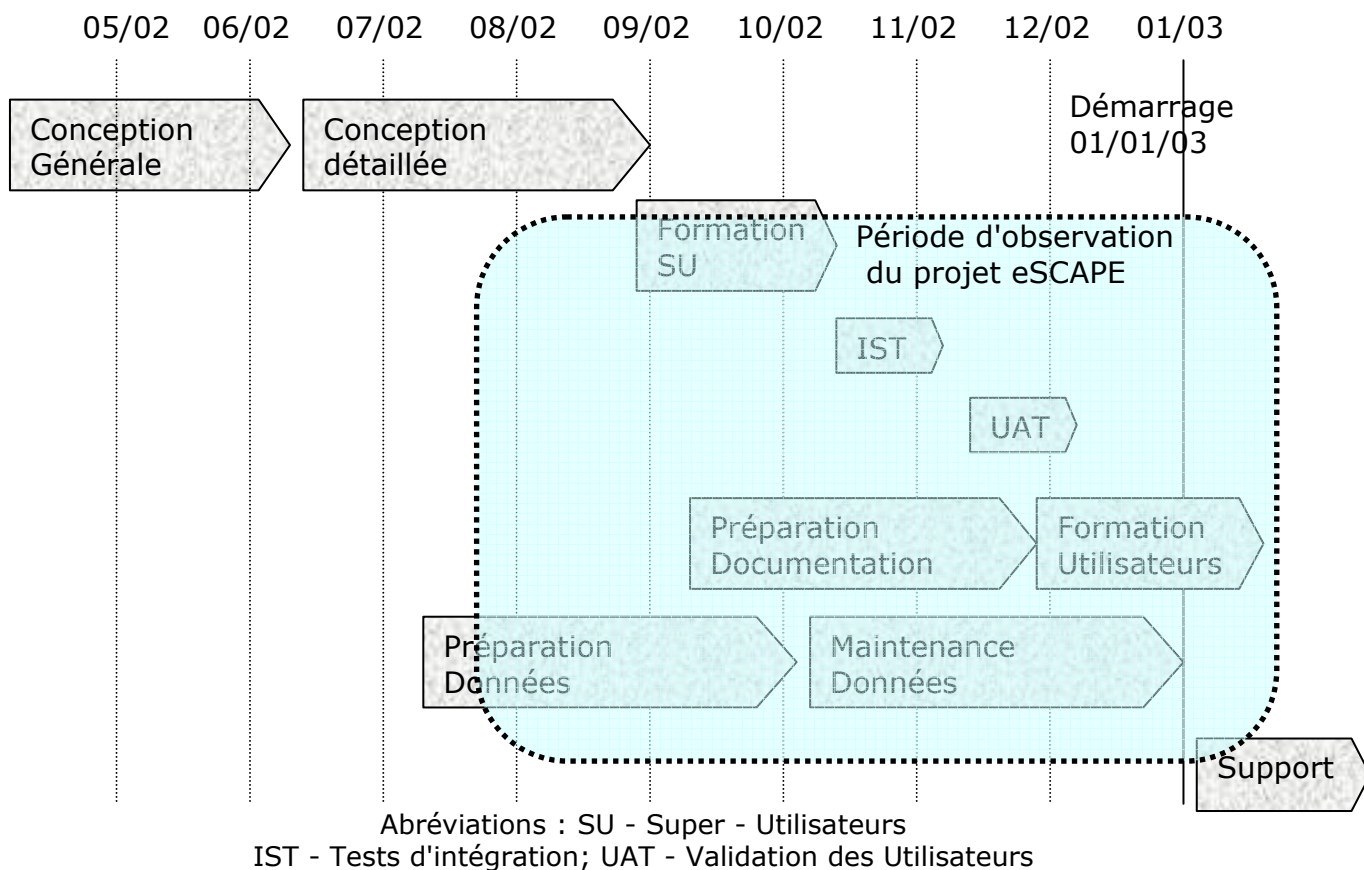 05/02 06/02 07/02 08/02 09/02 10/02 11/02 12/02 01/03
Conception
Générale
Conception
détaillée
Démarrage
01/01/03
Formation
SU
Période d'observation
du projet eSCAPE
IST
UAT
Préparation
Documentation
Formation
Utilisateurs
Préparation
Données
Maintenance
Données
Support
Abréviations : SU - Super - Utilisateurs
IST - Tests d'intégration; UAT - Validation des Utilisateurs